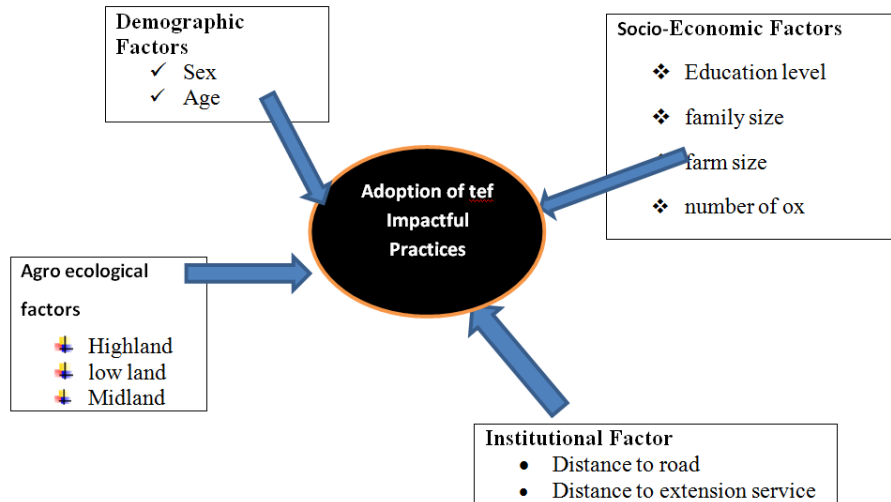 Demographic
Factors
✓ Sex
✓ Age
Socio-Economic Factors
❖ Education level
❖ family size
❖ farm size
❖ number of ox
Adoption of tef
Impactful
Practices
Agro ecological
factors
Highland
low land
Midland
Institutional Factor
• Distance to road
• Distance to extension service